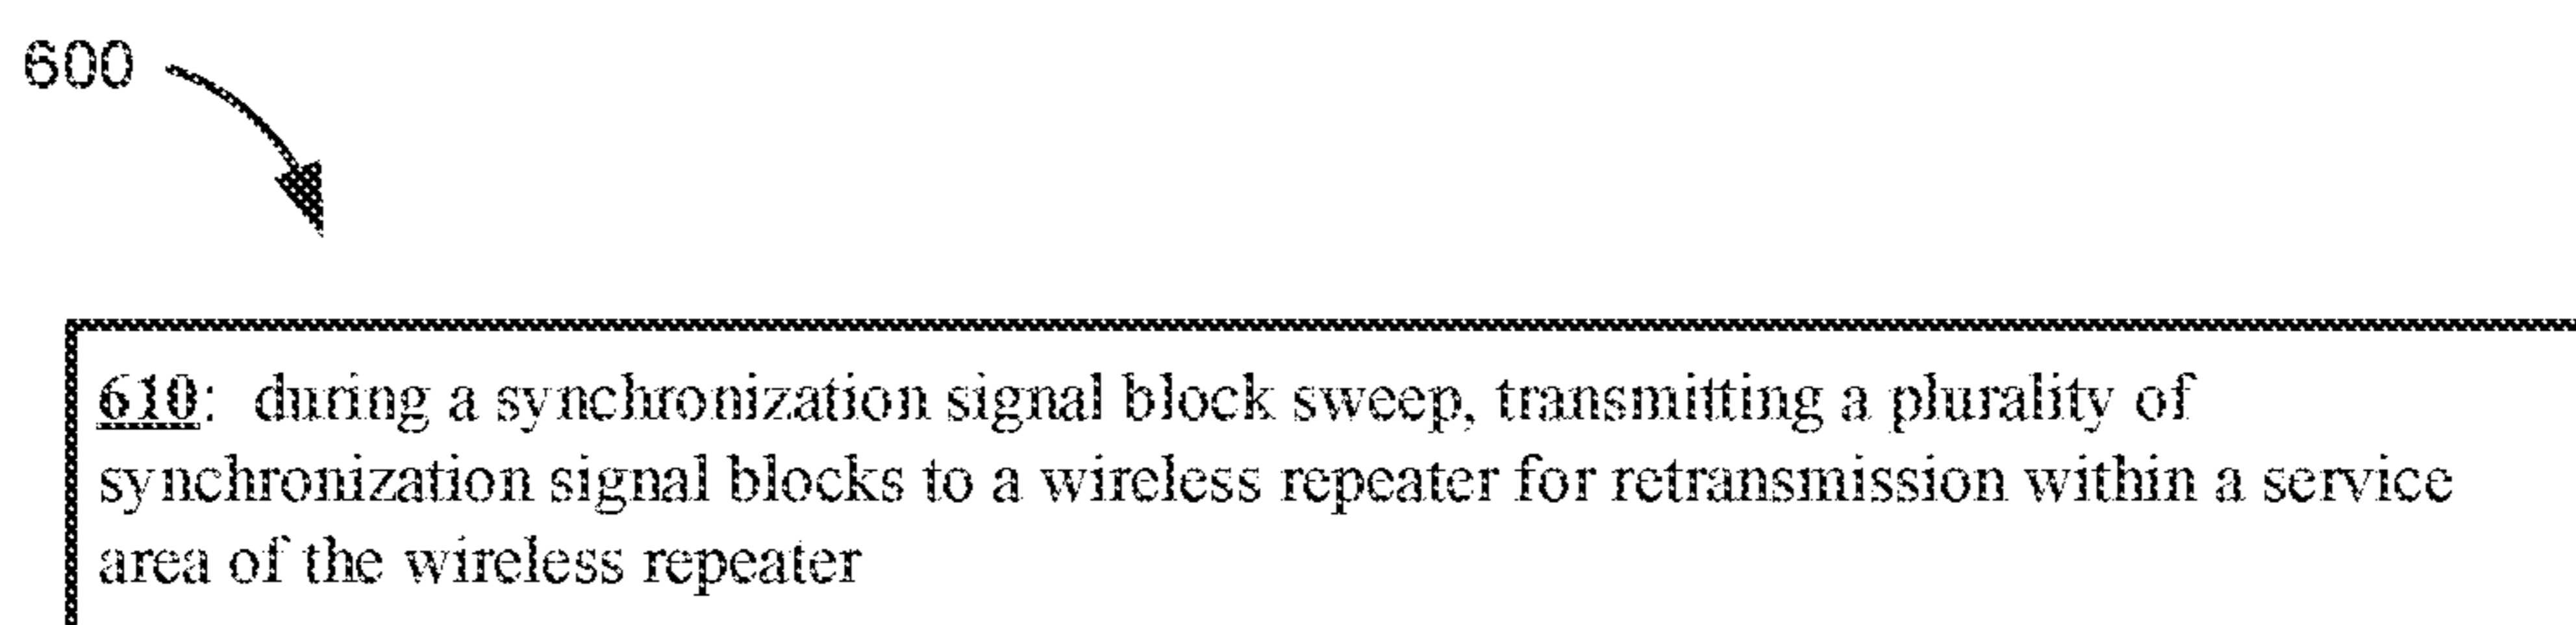 600
610: during a synchronization signal block sweep, transmitting a plurality of
synchronization signal blocks to a wireless repeater for retransmission within a service
area of the wireless repeater